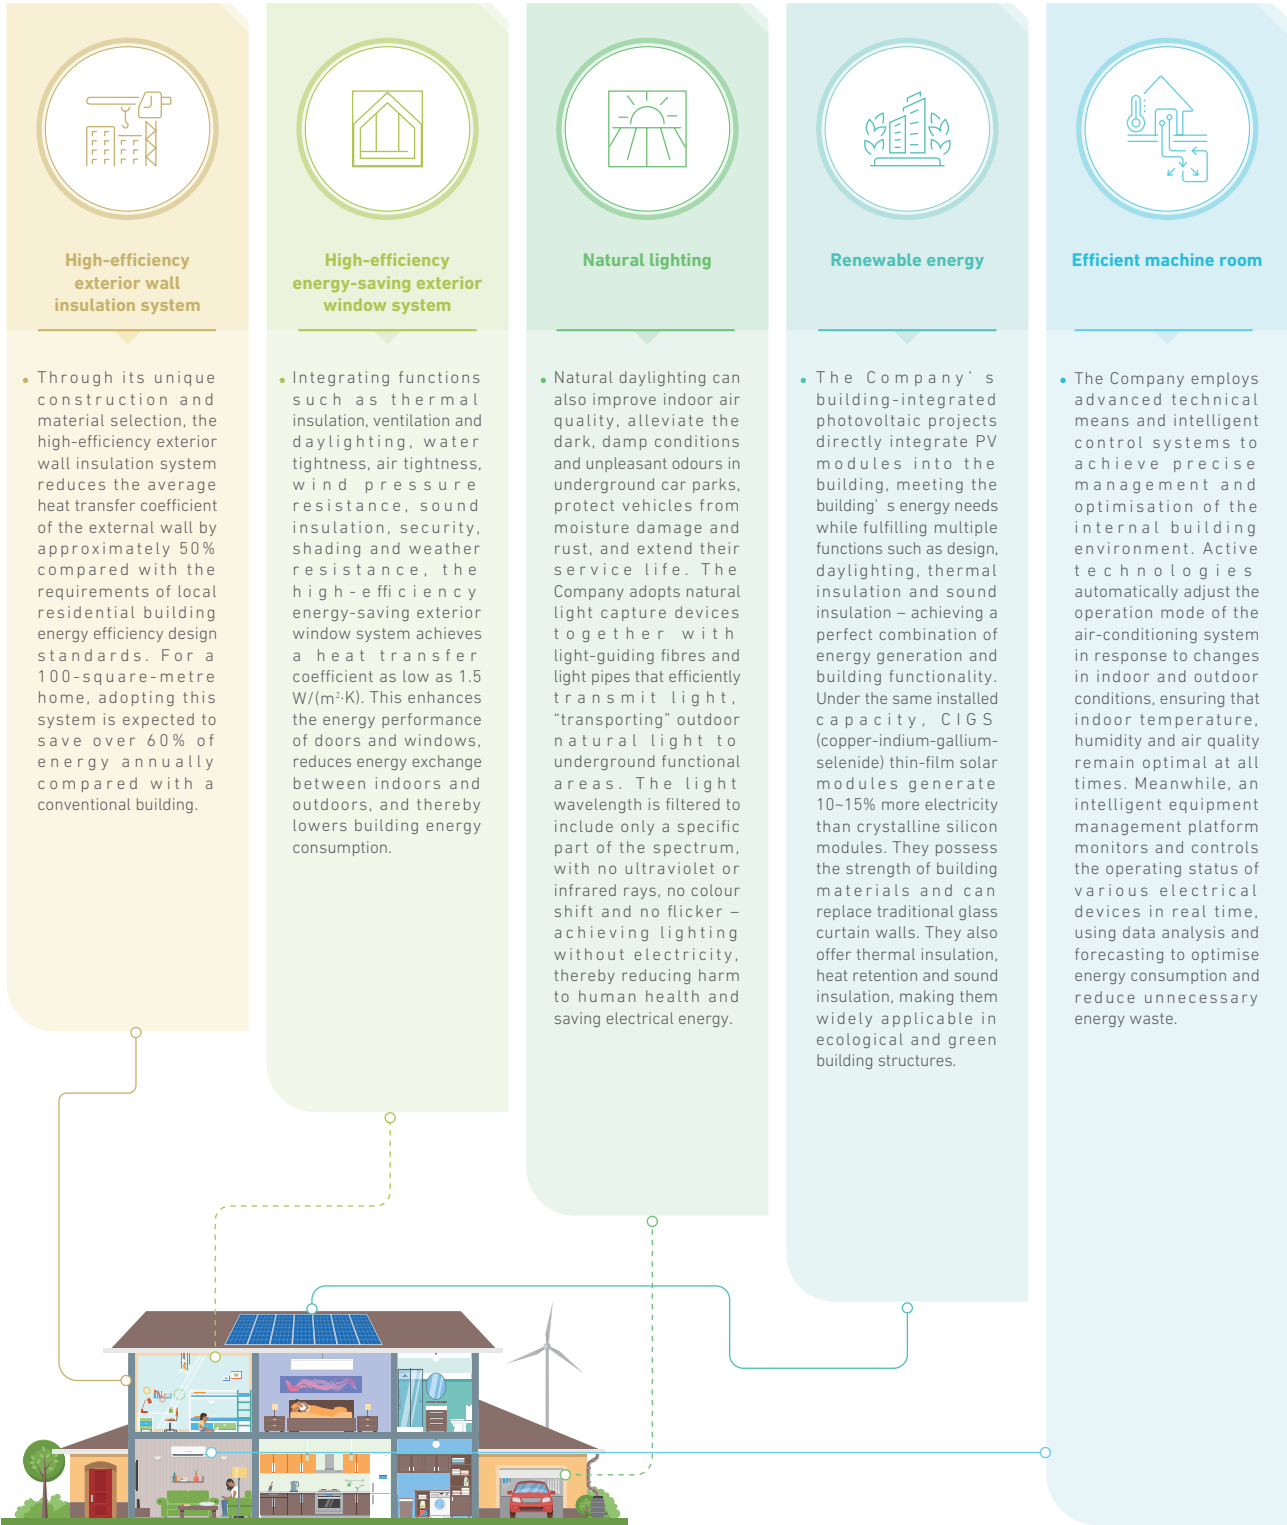 High-efficiency
exterior wall
insulation system
Through its unique
construction and
material selection, the
high-efficiency exterior
wall insulation system
reduces the average
heat transfer coefficient
of the external wall by
approximately 50%
compared with the
requirements of local
residential building
energy efficiency design
standards. For a
100-square-metre
home, adopting this
system is expected to
save over 60% of
energy annually
compared with a
conventional building.
High-efficiency
energy-saving exterior
window system
Integrating functions
such as thermal
insulation, ventilation and
daylighting, water
tightness, air tightness,
wind pressure
resistance, sound
insulation, security,
shading and weather
resistance, the
high-efficiency
energy-saving exterior
window system achieves
a heat transfer
coefficient as low as 1.5
W/(m²·K). This enhances
the energy performance
of doors and windows,
reduces energy exchange
between indoors and
outdoors, and thereby
lowers building energy
consumption.
Natural lighting
Natural daylighting can
also improve indoor air
quality, alleviate the
dark, damp conditions
and unpleasant odours in
underground car parks,
protect vehicles from
moisture damage and
rust, and extend their
service life. The
Company adopts natural
light capture devices
together with
light-guiding fibres and
light pipes that efficiently
transmit light,
“transporting” outdoor
natural light to
underground functional
areas. The light
wavelength is filtered to
include only a specific
part of the spectrum,
with no ultraviolet or
infrared rays, no colour
shift and no flicker –
achieving lighting
without electricity,
thereby reducing harm
to human health and
saving electrical energy.
Renewable energy
The Company’ s
building-integrated
photovoltaic projects
directly integrate PV
modules into the
building, meeting the
building’ s energy needs
while fulfilling multiple
functions such as design,
daylighting, thermal
insulation and sound
insulation – achieving a
perfect combination of
energy generation and
building functionality.
Under the same installed
capacity, CIGS
(copper-indium-gallium-
selenide) thin-film solar
modules generate
10~15% more electricity
than crystalline silicon
modules. They possess
the strength of building
materials and can
replace traditional glass
curtain walls. They also
offer thermal insulation,
heat retention and sound
insulation, making them
widely applicable in
ecological and green
building structures.
Efficient machine room
The Company employs
advanced technical
means and intelligent
control systems to
achieve precise
management and
optimisation of the
internal building
environment. Active
technologies
automatically adjust the
operation mode of the
air-conditioning system
in response to changes
in indoor and outdoor
conditions, ensuring that
indoor temperature,
humidity and air quality
remain optimal at all
times. Meanwhile, an
intelligent equipment
management platform
monitors and controls
the operating status of
various electrical
devices in real time,
using data analysis and
forecasting to optimise
energy consumption and
reduce unnecessary
energy waste.